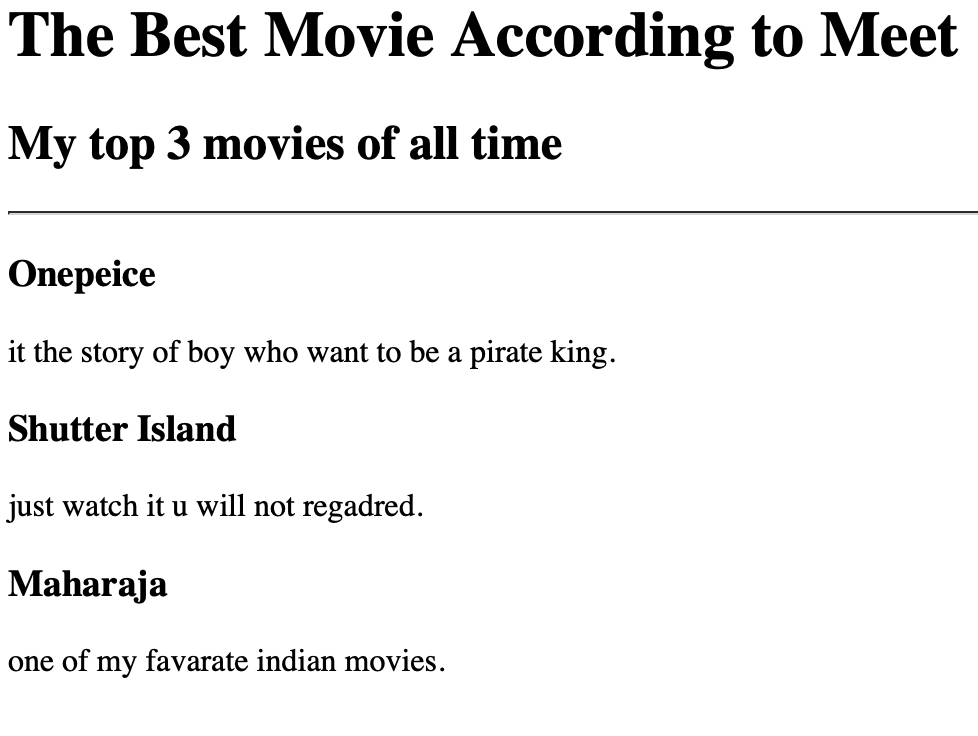 The Best Movie According to Meet
My top 3 movies of all time
Onepeice
it the story of boy who want to be a pirate king.
Shutter Island
just watch it u will not regadred.
Maharaja
one of my favarate indian movies.